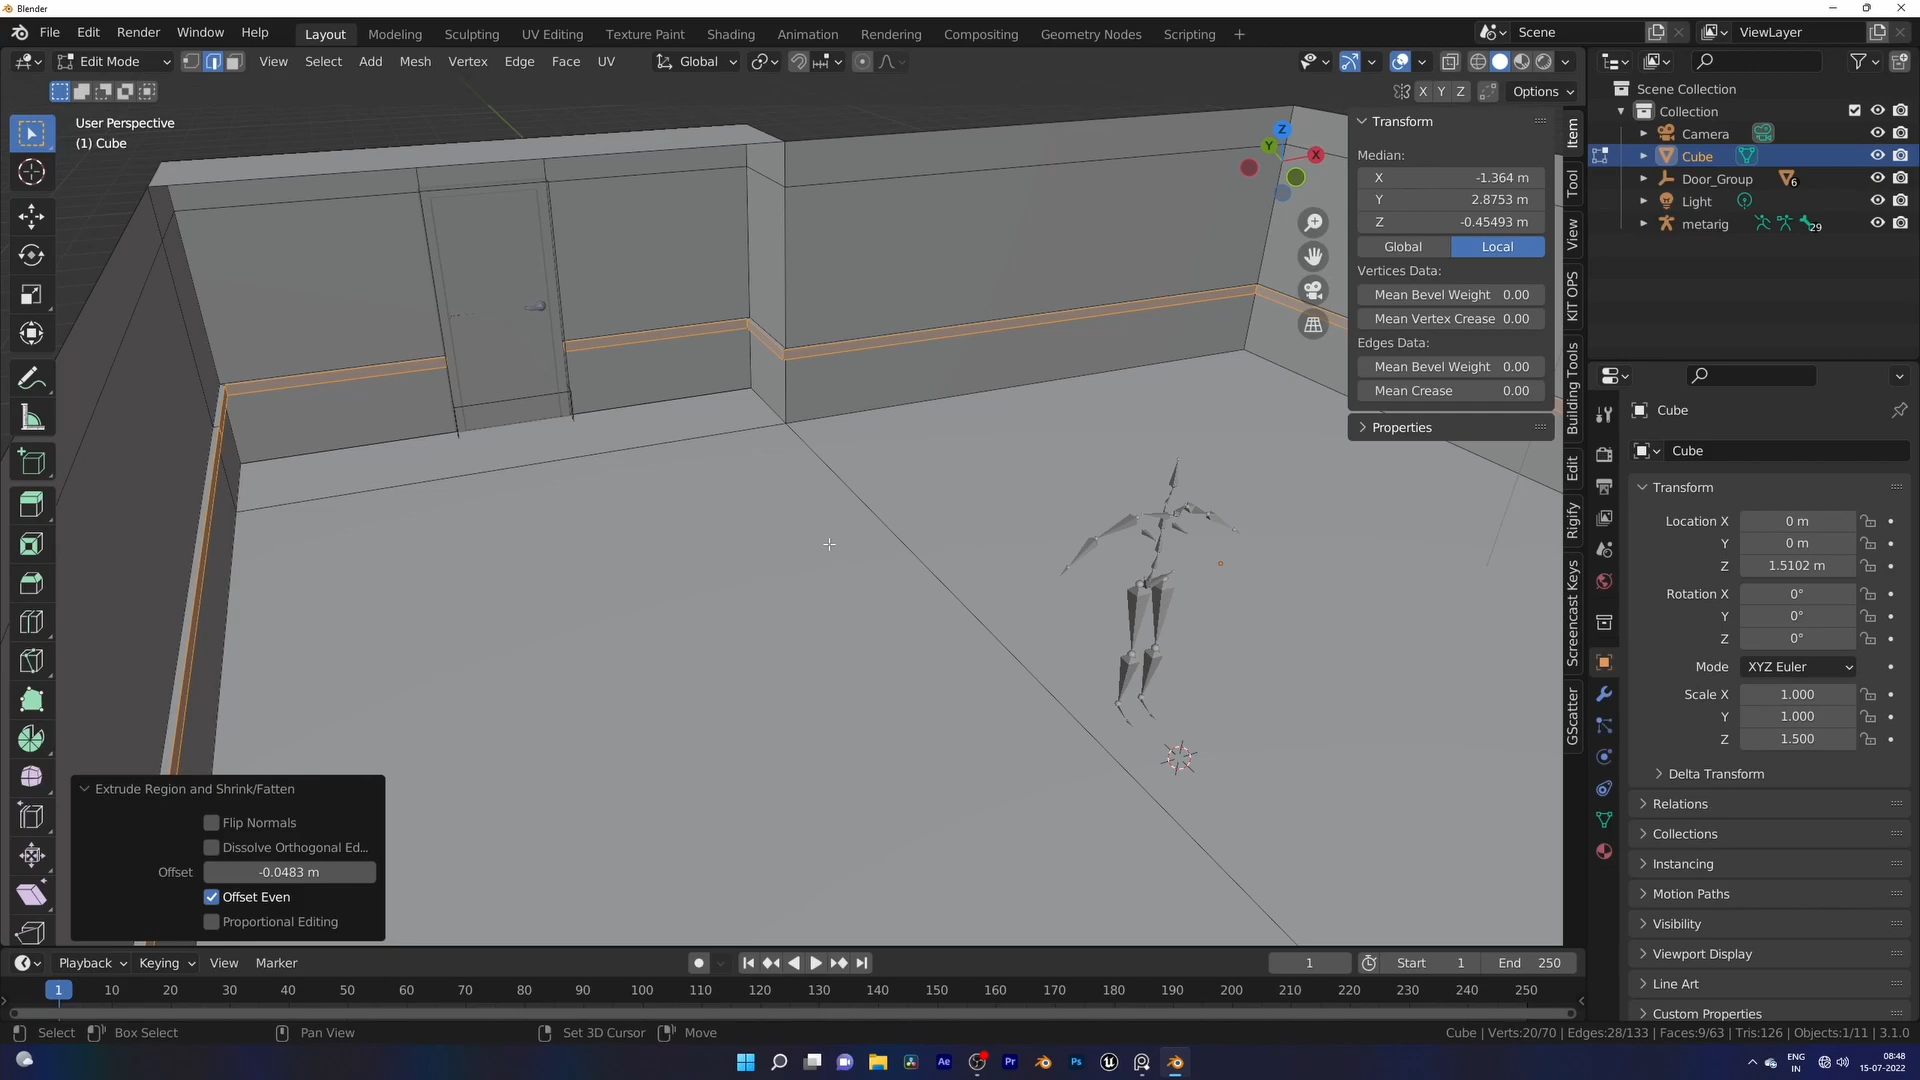 Blender
File Edit Render Window Help
Layout Modeling Sculpting UV Editing Texture Paint Shading Animation Rendering Compositing Geometry Nodes Scripting +
Scene
ViewLayer
Edit Mode View Select Add Mesh Vertex Edge Face UV
Global
X Y Z Options
User Perspective
(1) Cube
Z
Y
X
Transform
Median:
X -1.364 m
Y 2.8753 m
Z -0.45493 m
Global Local
Vertices Data:
Mean Bevel Weight 0.00
Mean Vertex Crease 0.00
Edges Data:
Mean Bevel Weight 0.00
Mean Crease 0.00
Properties
Item
Tool
View
KIT OPS
Building Tools
Edit
Rigify
Screencast Keys
GScatter
Scene Collection
Collection
Camera
Cube
Door_Group 6
Light
metarig 29
Cube
Cube
Transform
Location X 0 m
Y 0 m
Z 1.5102 m
Rotation X 0°
Y 0°
Z 0°
Mode XYZ Euler
Scale X 1.000
Y 1.000
Z 1.500
Delta Transform
Relations
Collections
Instancing
Motion Paths
Visibility
Viewport Display
Line Art
Custom Properties
Extrude Region and Shrink/Fatten
Flip Normals
Dissolve Orthogonal Ed...
Offset -0.0483 m
Offset Even
Proportional Editing
Playback Keying View Marker
1 Start 1 End 250
1 10 20 30 40 50 60 70 80 90 100 110 120 130 140 150 160 170 180 190 200 210 220 230 240 250
Select Box Select Pan View Set 3D Cursor Move
Cube | Verts:20/70 | Edges:28/133 | Faces:9/63 | Tris:126 | Objects:1/11 | 3.1.0
Ae Pr Ps
ENG
IN
08:48
15-07-2022